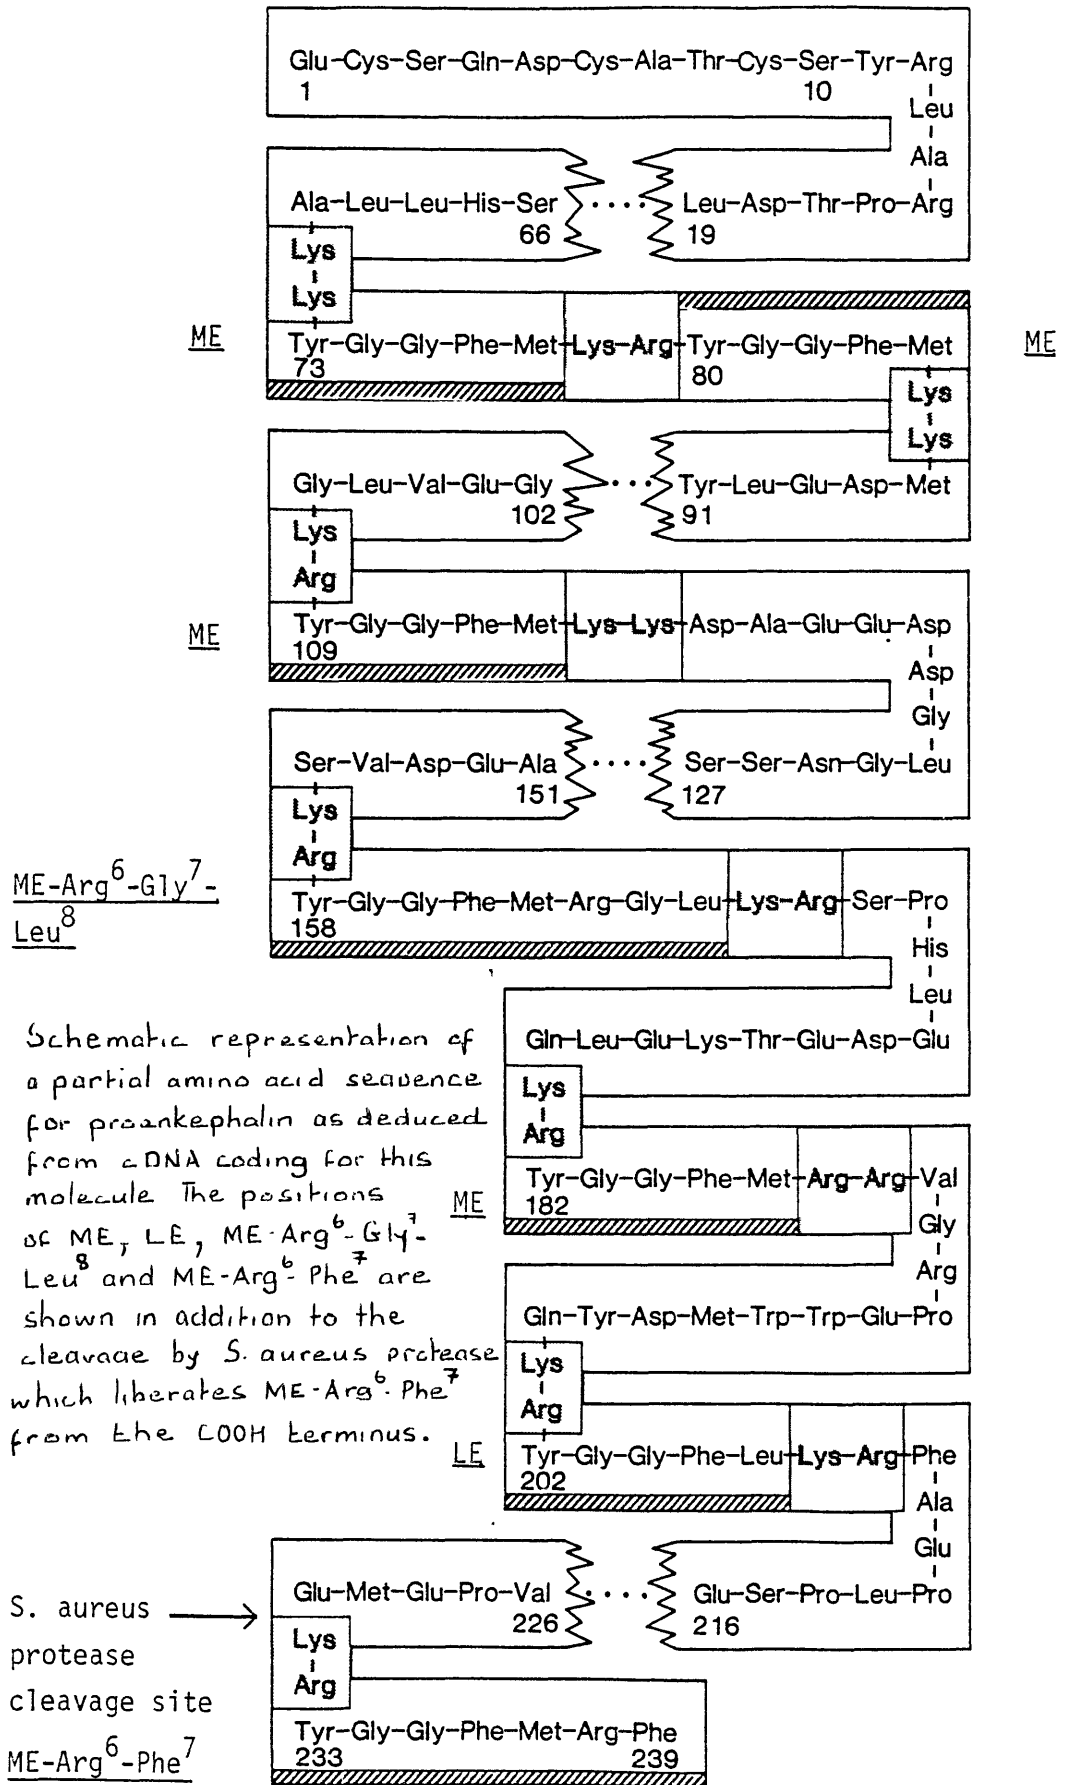 Glu–Cys–Ser–Gln–Asp–Cys–Ala–Thr–Cys–Ser–Tyr–Arg
1 10
Leu
Ala
Ala–Leu–Leu–His–Ser .... Leu–Asp–Thr–Pro–Arg
66 19
Lys
Lys
ME Tyr–Gly–Gly–Phe–Met–Lys–Arg–Tyr–Gly–Gly–Phe–Met ME
73 80
Lys
Lys
Gly–Leu–Val–Glu–Gly ... Tyr–Leu–Glu–Asp–Met
102 91
Lys
Arg
ME Tyr–Gly–Gly–Phe–Met–Lys–Lys–Asp–Ala–Glu–Glu–Asp
109
Asp
Gly
Ser–Val–Asp–Glu–Ala .... Ser–Ser–Asn–Gly–Leu
151 127
Lys
Arg
ME-Arg⁶-Gly⁷-
Leu⁸
Tyr–Gly–Gly–Phe–Met–Arg–Gly–Leu–Lys–Arg–Ser–Pro
158
His
Leu
Gln–Leu–Glu–Lys–Thr–Glu–Asp–Glu
Lys
Arg
ME Tyr–Gly–Gly–Phe–Met–Arg–Arg–Val
182
Gly
Arg
Gln–Tyr–Asp–Met–Trp–Trp–Glu–Pro
Lys
Arg
LE Tyr–Gly–Gly–Phe–Leu–Lys–Arg–Phe
202
Ala
Glu
Glu–Met–Glu–Pro–Val .... Glu–Ser–Pro–Leu–Pro
226 216
Lys
Arg
Tyr–Gly–Gly–Phe–Met–Arg–Phe
233 239
Schematic representation of
a partial amino acid sequence
for proenkephalin as deduced
from cDNA coding for this
molecule The positions
of ME, LE, ME-Arg⁶-Gly⁷-
Leu⁸ and ME-Arg⁶-Phe⁷ are
shown in addition to the
cleavage by S. aureus protease
which liberates ME-Arg⁶-Phe⁷
from the COOH terminus.
S. aureus
protease
cleavage site
ME-Arg⁶-Phe⁷